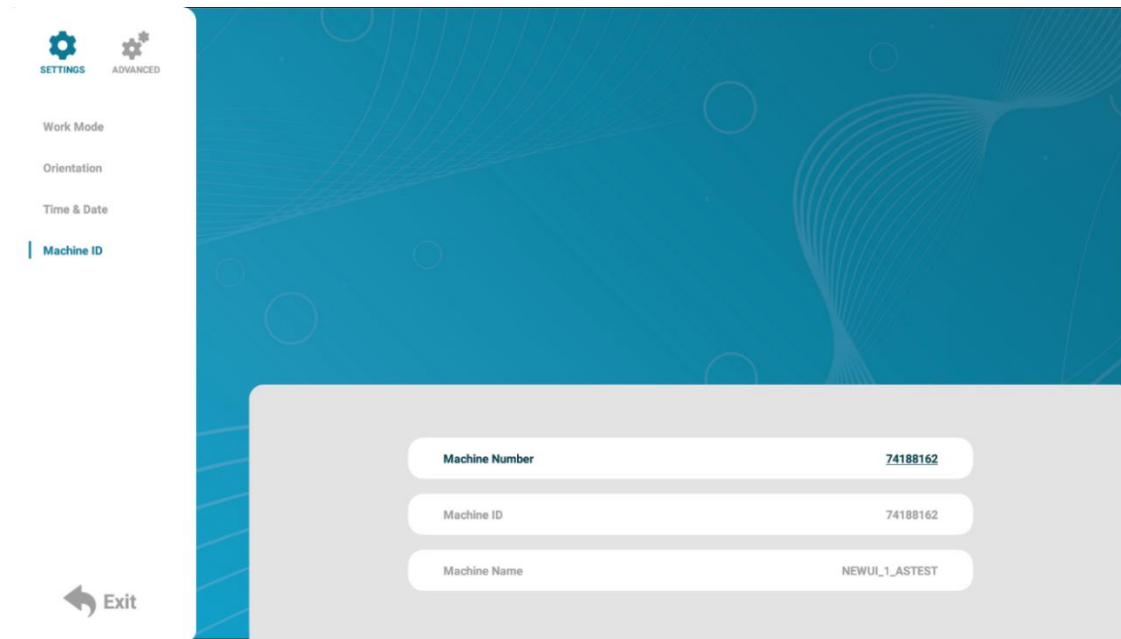 SETTINGS ADVANCED
Work Mode
Orientation
Time & Date
Machine ID
Machine Number 74188162
Machine ID 74188162
Machine Name NEWUI_1_ASTEST
Exit